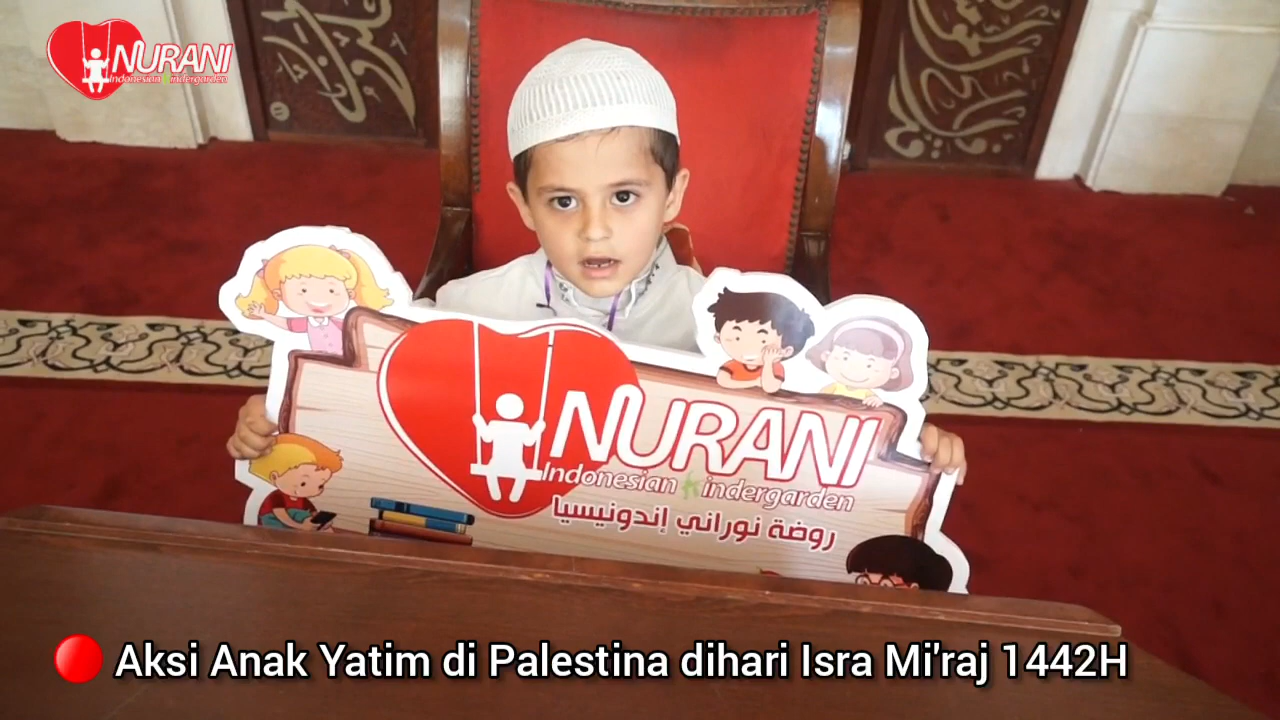 NURANI
Indonesian Kindergarden
NURANI
Indonesian Kindergarden
روضة نوراني إندونيسيا
Aksi Anak Yatim di Palestina dihari Isra Mi'raj 1442H